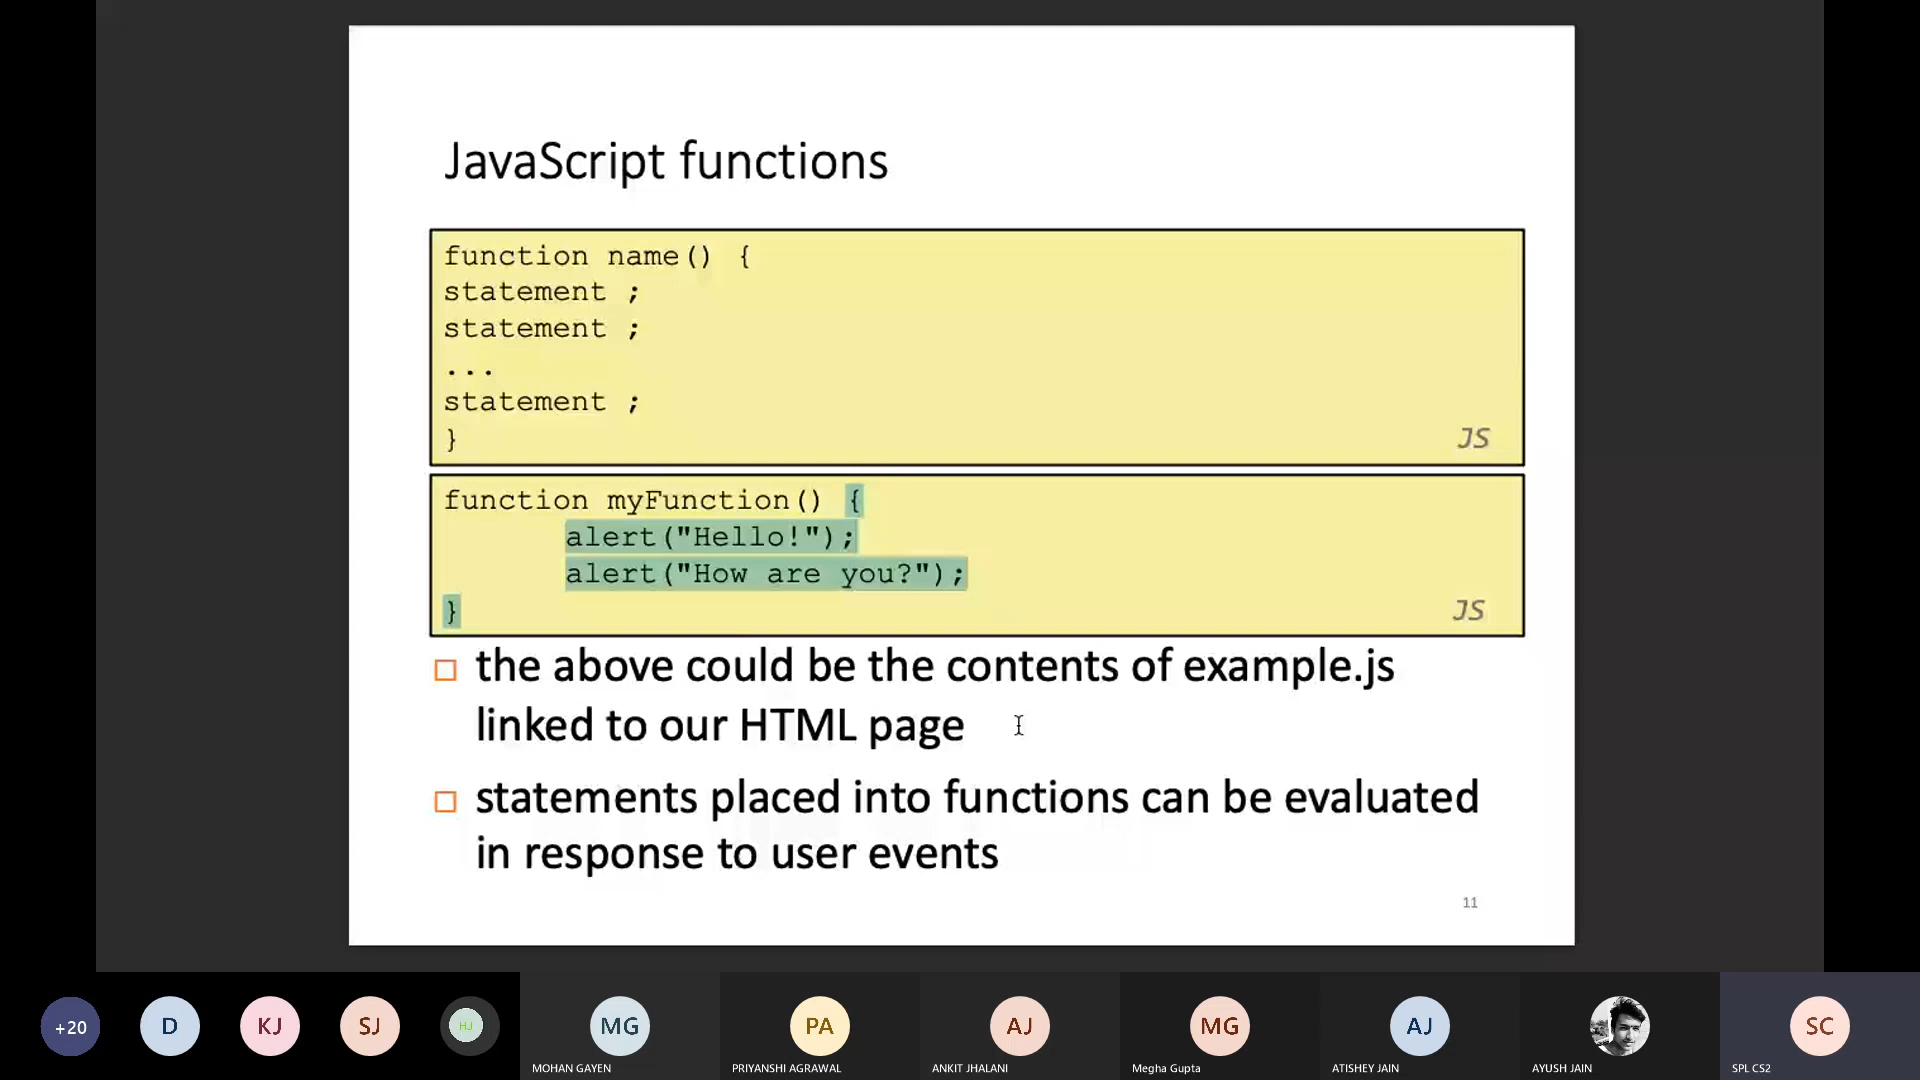 JavaScript functions
function name() {
statement ;
statement ;
...
statement ;
}
JS
function myFunction() {
alert("Hello!");
alert("How are you?");
}
JS
the above could be the contents of example.js
linked to our HTML page
statements placed into functions can be evaluated
in response to user events
11
+20
D
KJ
SJ
HJ
MG
PA
AJ
MG
AJ
SC
MOHAN GAYEN
PRIYANSHI AGRAWAL
ANKIT JHALANI
Megha Gupta
ATISHEY JAIN
AYUSH JAIN
SPL CS2